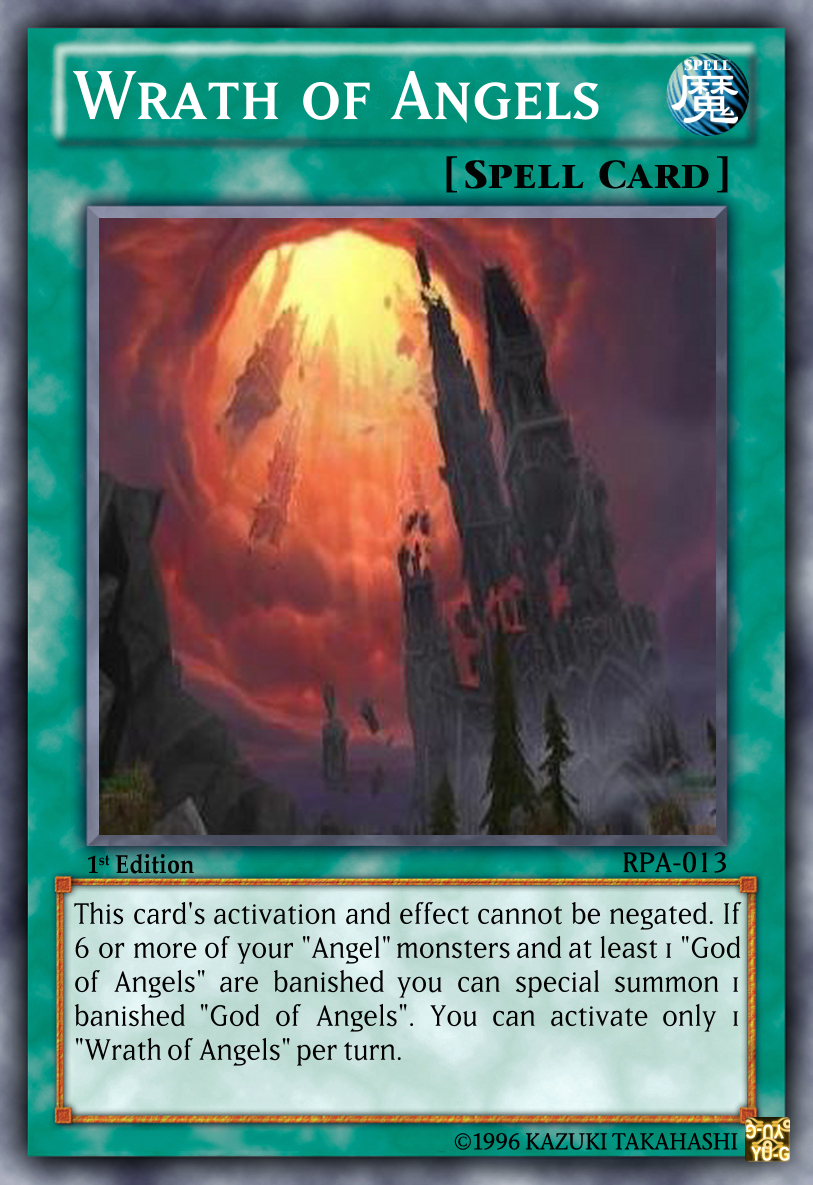 Wrath of Angels
SPELL
魔
[Spell Card]
1st Edition
RPA-013
This card's activation and effect cannot be negated. If
6 or more of your "Angel" monsters and at least 1 "God
of Angels" are banished you can special summon 1
banished "God of Angels". You can activate only 1
"Wrath of Angels" per turn.
©1996 KAZUKI TAKAHASHI